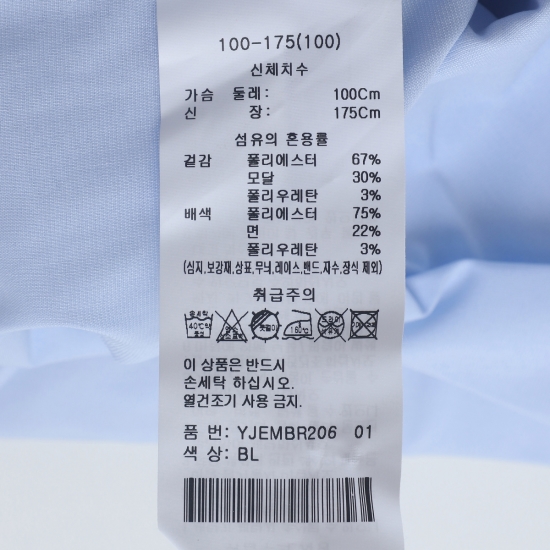 100-175(100)
신체치수
가슴 둘레: 100Cm
신 장: 175Cm
섬유의 혼용률
겉감 폴리에스터 67%
모달 30%
폴리우레탄 3%
배색 폴리에스터 75%
면 22%
폴리우레탄 3%
(심지,보강재,상표,무늬,레이스,밴드,자수,장식 제외)
취급주의
40℃약
이 상품은 반드시
손세탁 하십시오.
열건조기 사용 금지.
품 번: YJEMBR206 01
색 상: BL